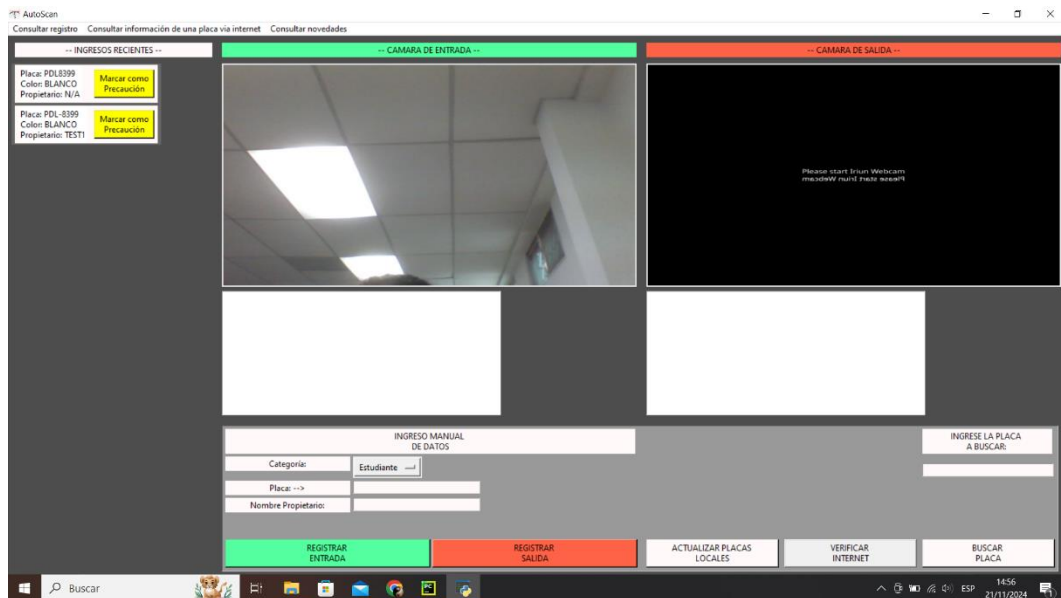 AutoScan
Consultar registro Consultar información de una placa via internet Consultar novedades
-- INGRESOS RECIENTES --
Placa: PDL8399
Color: BLANCO
Propietario: N/A
Marcar como
Precaución
Placa: PDL-8399
Color: BLANCO
Propietario: TEST1
Marcar como
Precaución
-- CAMARA DE ENTRADA --
-- CAMARA DE SALIDA --
Please start Iriun Webcam
Please start Iriun Webcam
INGRESO MANUAL
DE DATOS
Categoría:
Estudiante
Placa: -->
Nombre Propietario:
INGRESE LA PLACA
A BUSCAR:
REGISTRAR
ENTRADA
REGISTRAR
SALIDA
ACTUALIZAR PLACAS
LOCALES
VERIFICAR
INTERNET
BUSCAR
PLACA
Buscar
PC
ESP
14:56
21/11/2024